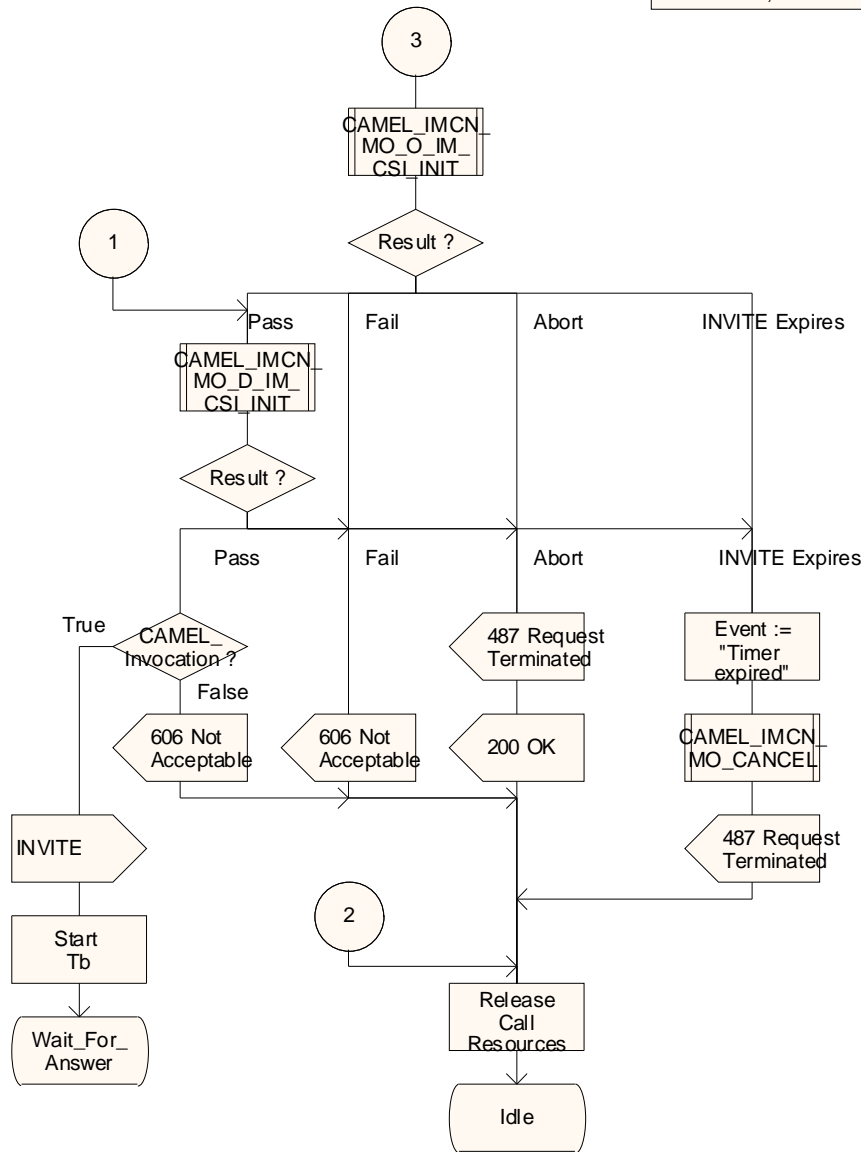 3
CAMEL_IMCN_
MO_O_IM_
CSI_INIT
1
Result ?
Pass
Fail
Abort
INVITE Expires
CAMEL_IMCN_
MO_D_IM_
CSI_INIT
Result ?
Pass
Fail
Abort
INVITE Expires
True
CAMEL_
Invocation ?
487 Request
Terminated
Event :=
"Timer
expired"
False
606 Not
Acceptable
606 Not
Acceptable
200 OK
CAMEL_IMCN_
MO_CANCEL
INVITE
487 Request
Terminated
2
Start
Tb
Release
Call
Resources
Wait_For_
Answer
Idle